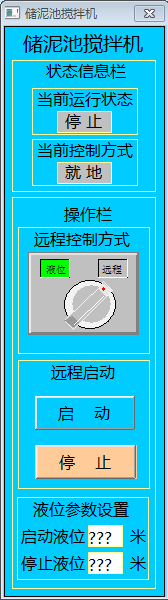 储泥池搅拌机
储泥池搅拌机
状态信息栏
当前运行状态
停 止
当前控制方式
就 地
操作栏
远程控制方式
液位 远程
远程启动
启 动
停 止
液位参数设置
启动液位 ??? 米
停止液位 ??? 米